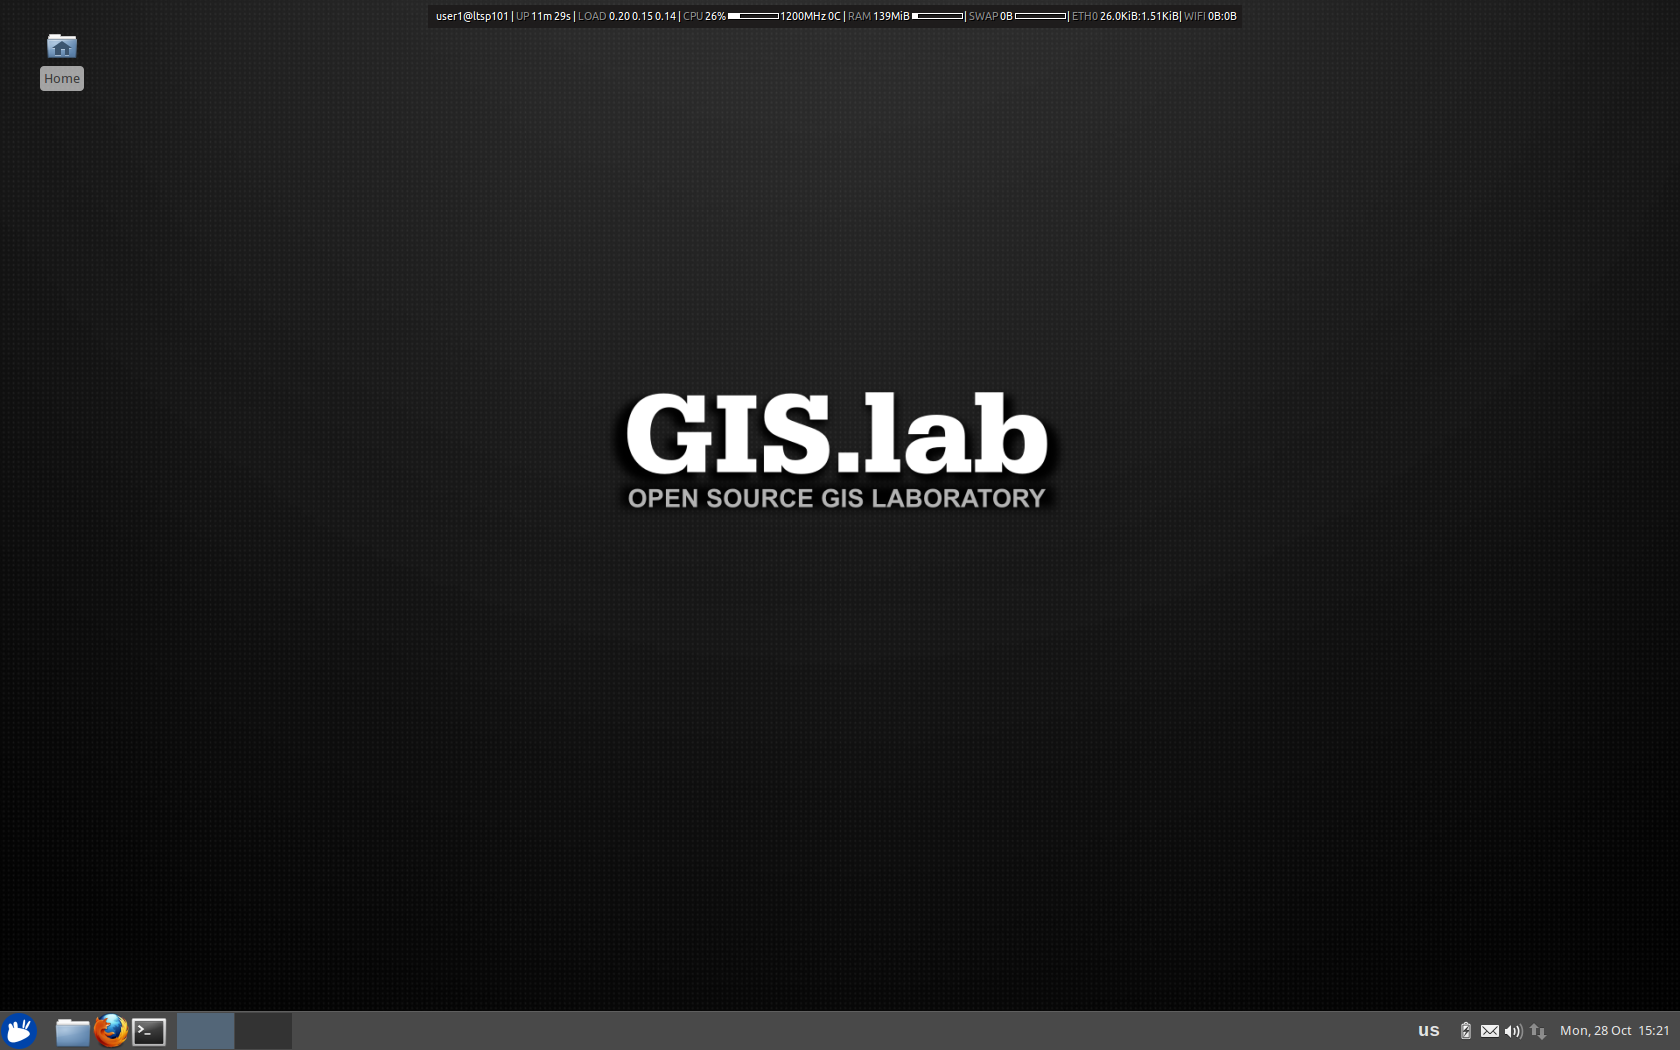 user1@ltsp101 | UP 11m 29s | LOAD 0.20 0.15 0.14 | CPU 26% 1200MHz 0C | RAM 139MiB | SWAP 0B | ETH0 26.0KiB:1.51KiB| WIFI 0B:0B
Home
GIS.lab
OPEN SOURCE GIS LABORATORY
us Mon, 28 Oct 15:21